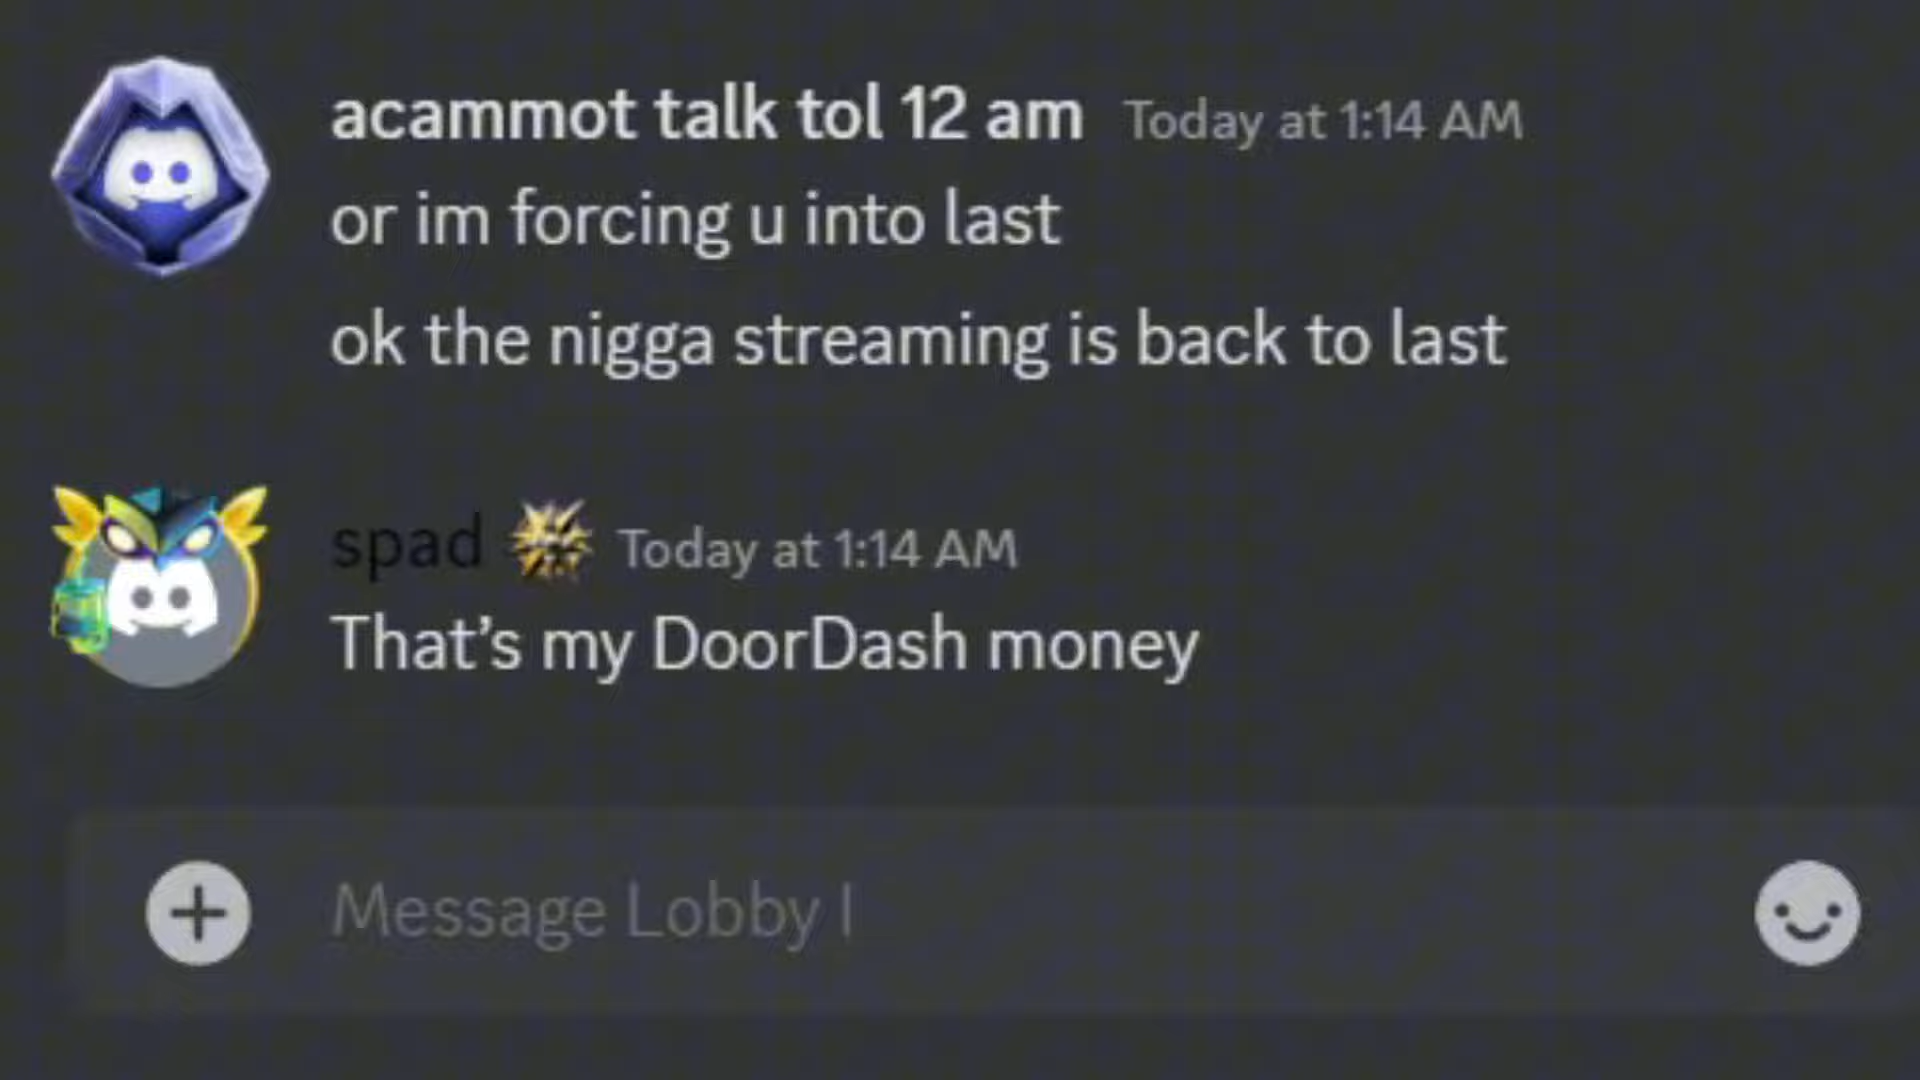 acammot talk tol 12 am Today at 1:14 AM
or im forcing u into last
ok the nigga streaming is back to last
spad Today at 1:14 AM
That's my DoorDash money
Message Lobby |